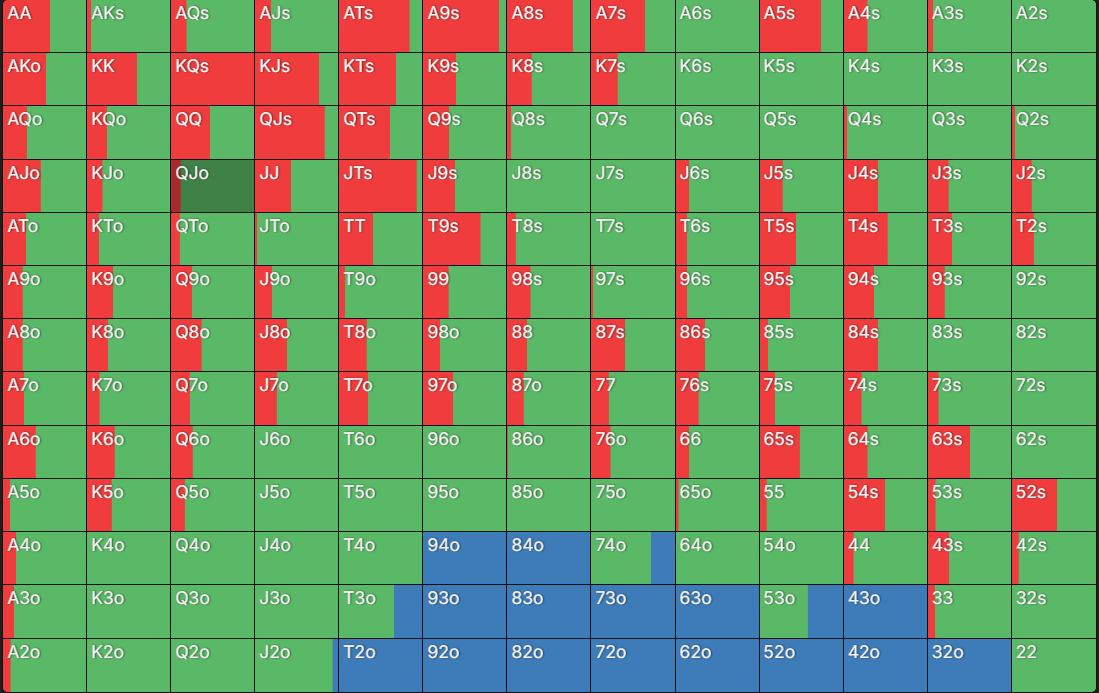 AA AKs AQs AJs ATs A9s A8s A7s A6s A5s A4s A3s A2s
AKo KK KQs KJs KTs K9s K8s K7s K6s K5s K4s K3s K2s
AQo KQo QQ QJs QTs Q9s Q8s Q7s Q6s Q5s Q4s Q3s Q2s
AJo KJo QJo JJ JTs J9s J8s J7s J6s J5s J4s J3s J2s
ATo KTo QTo JTo TT T9s T8s T7s T6s T5s T4s T3s T2s
A9o K9o Q9o J9o T9o 99 98s 97s 96s 95s 94s 93s 92s
A8o K8o Q8o J8o T8o 98o 88 87s 86s 85s 84s 83s 82s
A7o K7o Q7o J7o T7o 97o 87o 77 76s 75s 74s 73s 72s
A6o K6o Q6o J6o T6o 96o 86o 76o 66 65s 64s 63s 62s
A5o K5o Q5o J5o T5o 95o 85o 75o 65o 55 54s 53s 52s
A4o K4o Q4o J4o T4o 94o 84o 74o 64o 54o 44 43s 42s
A3o K3o Q3o J3o T3o 93o 83o 73o 63o 53o 43o 33 32s
A2o K2o Q2o J2o T2o 92o 82o 72o 62o 52o 42o 32o 22